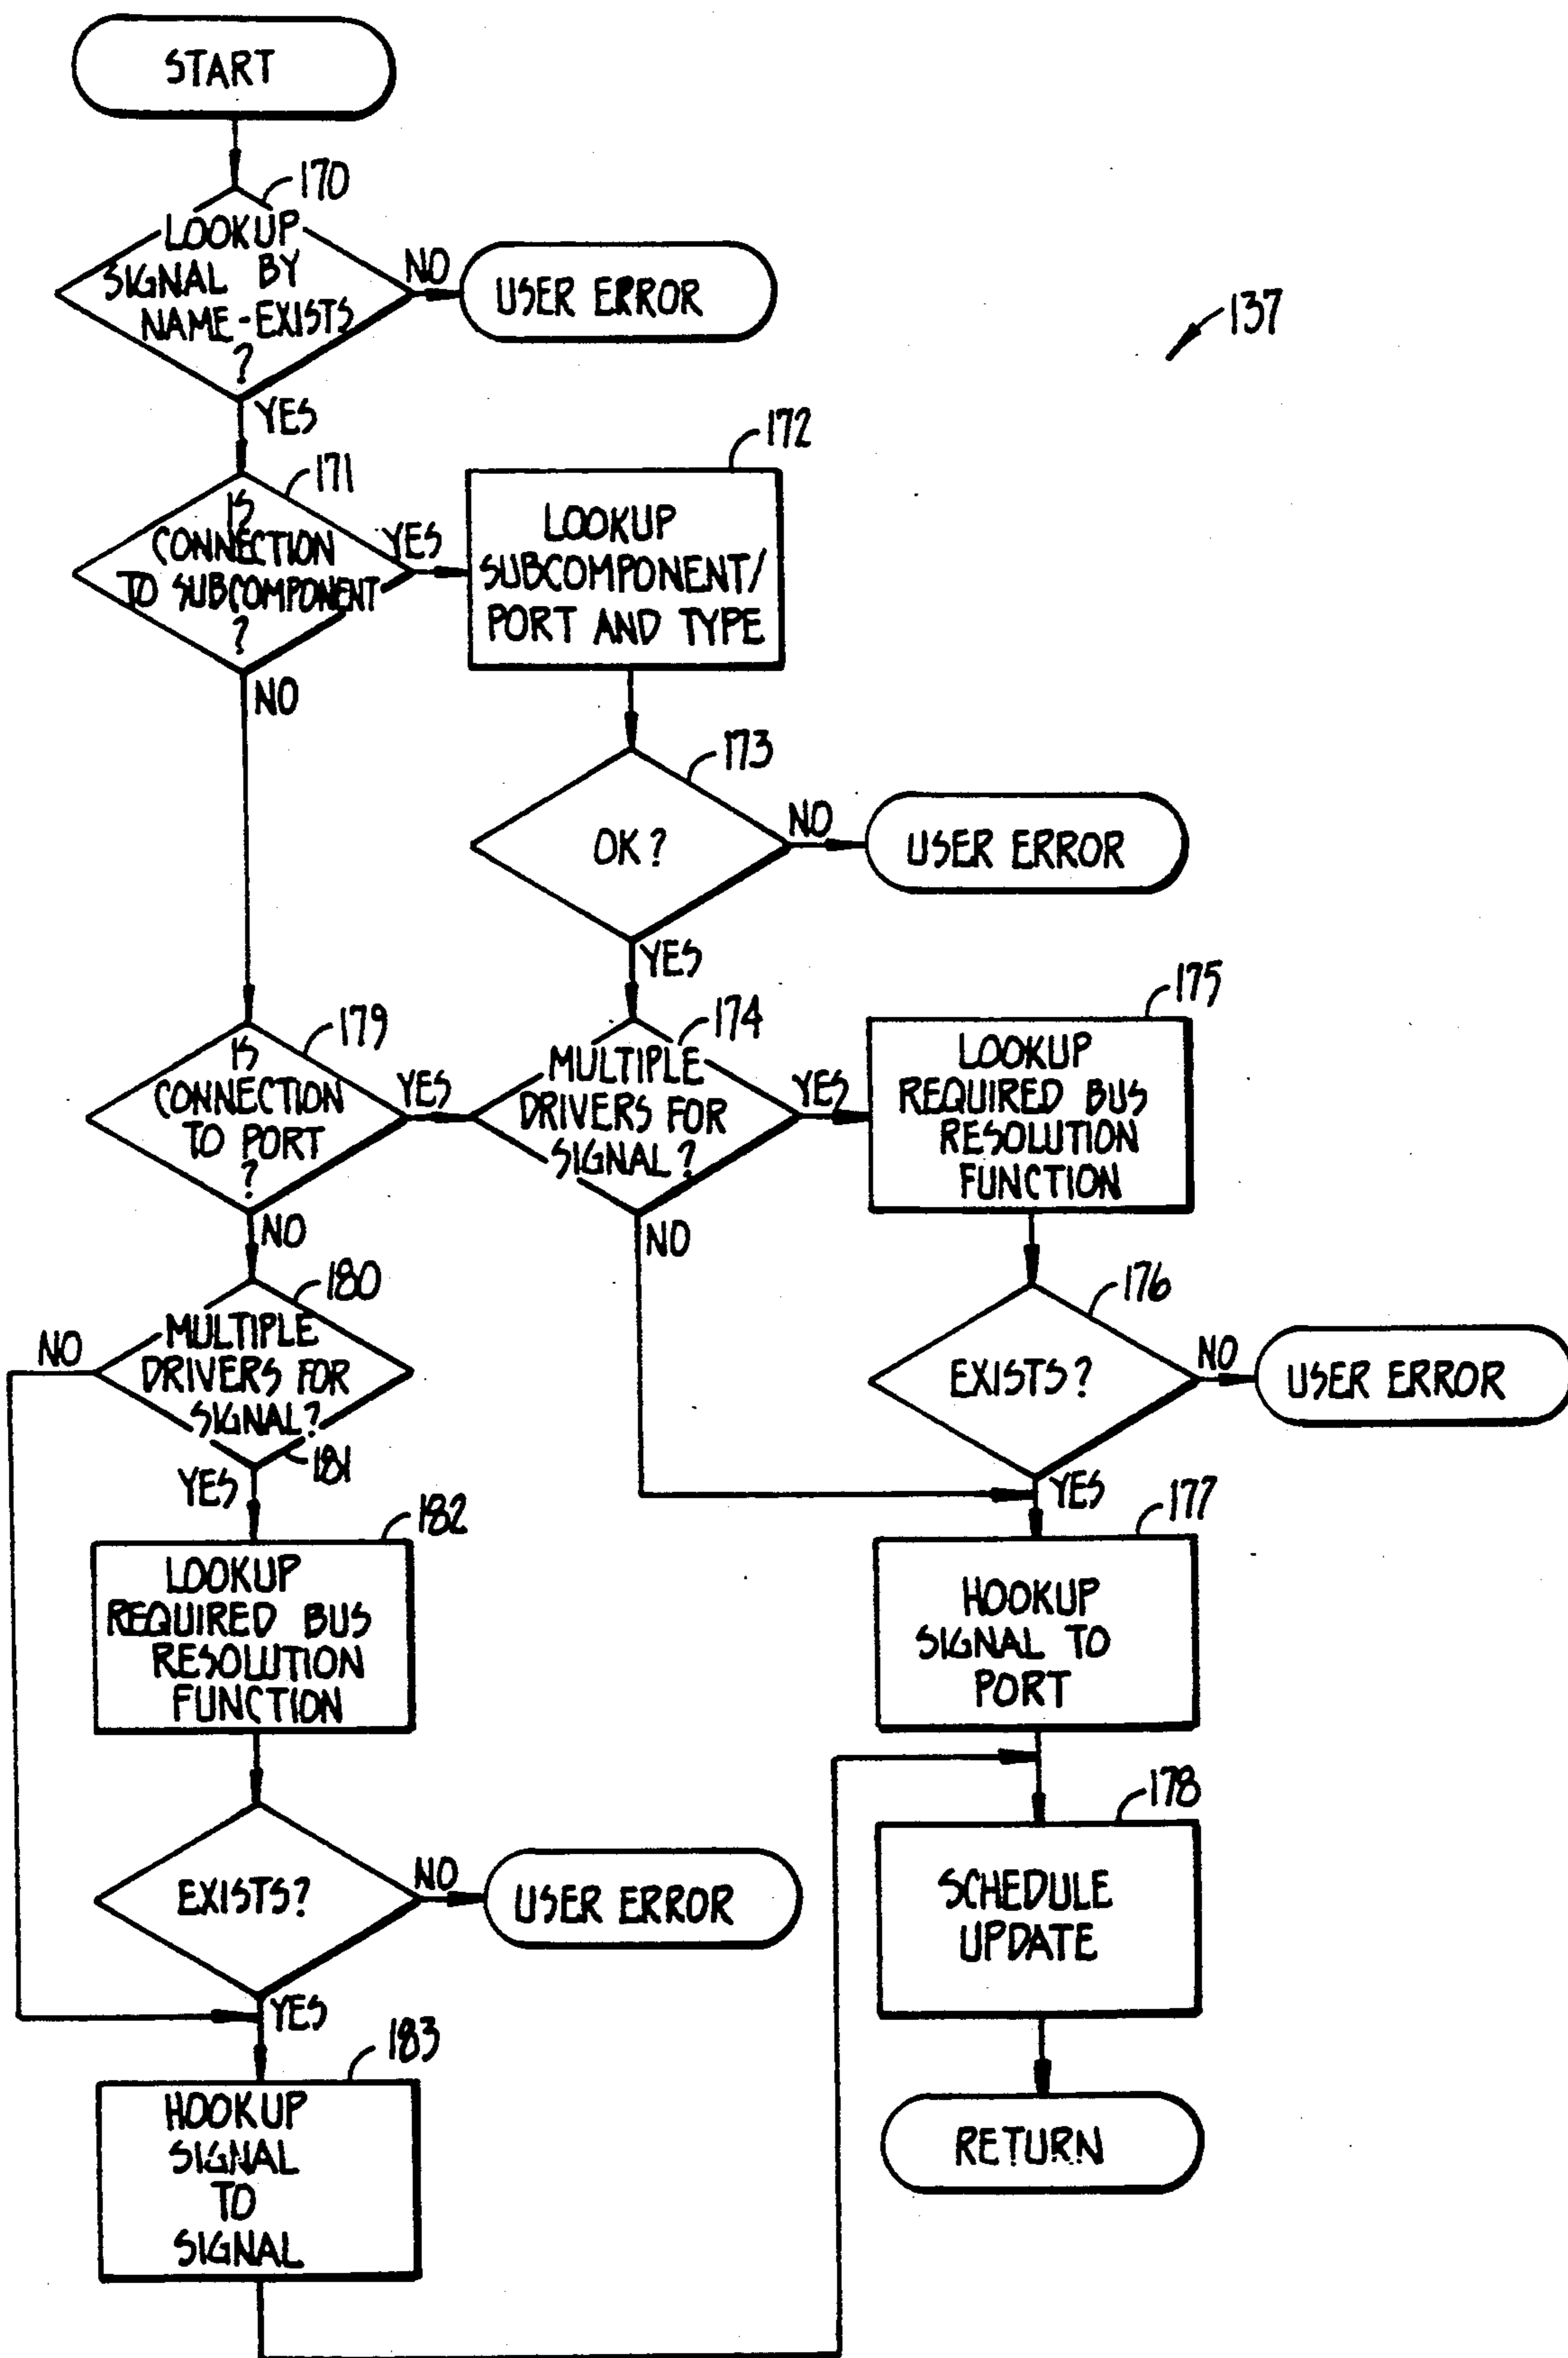 START
170
LOOKUP
SIGNAL BY
NAME-EXISTS
?
NO
USER ERROR
137
YES
171
IS
CONNECTION
TO SUBCOMPONENT
?
YES
172
LOOKUP
SUBCOMPONENT/
PORT AND TYPE
NO
173
OK?
NO
USER ERROR
YES
179
IS
CONNECTION
TO PORT
?
YES
174
MULTIPLE
DRIVERS FOR
SIGNAL?
YES
175
LOOKUP
REQUIRED BUS
RESOLUTION
FUNCTION
NO
NO
180
MULTIPLE
DRIVERS FOR
SIGNAL?
NO
181
YES
176
EXISTS?
NO
USER ERROR
YES
177
HOOKUP
SIGNAL TO
PORT
182
LOOKUP
REQUIRED BUS
RESOLUTION
FUNCTION
EXISTS?
NO
USER ERROR
YES
178
SCHEDULE
UPDATE
183
HOOKUP
SIGNAL
TO
SIGNAL
RETURN